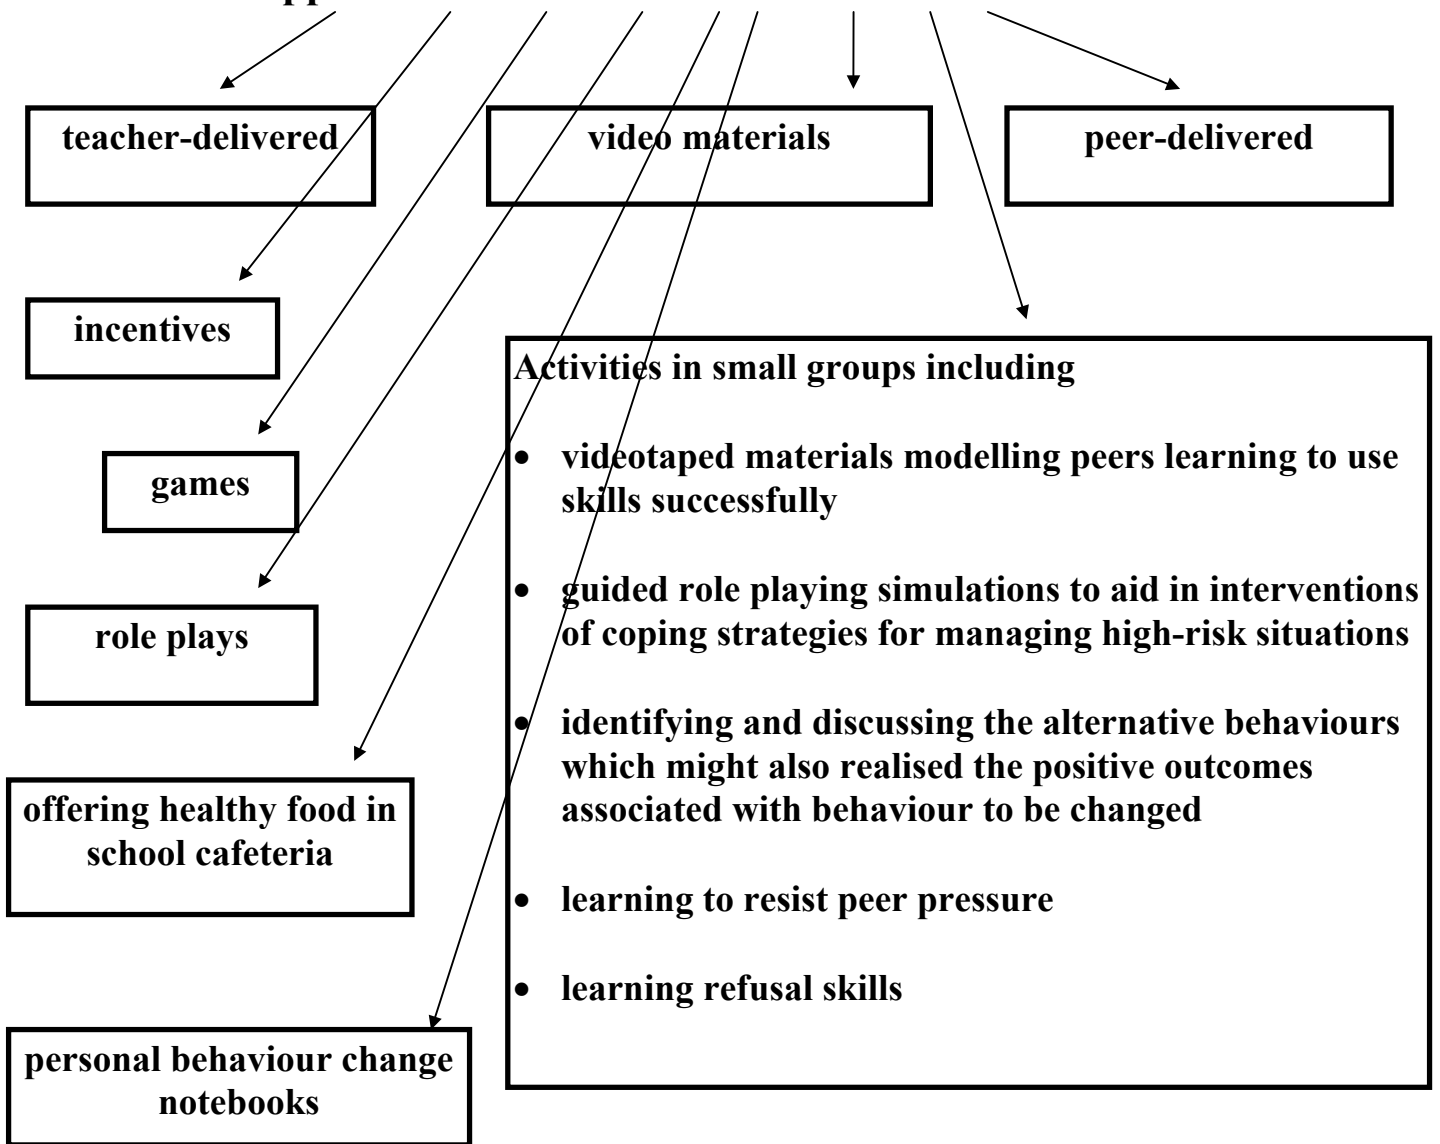 teacher-delivered
video materials
peer-delivered
incentives
Activities in small groups including
• videotaped materials modelling peers learning to use
skills successfully
games
• guided role playing simulations to aid in interventions
of coping strategies for managing high-risk situations
role plays
• identifying and discussing the alternative behaviours
which might also realised the positive outcomes
associated with behaviour to be changed
offering healthy food in
school cafeteria
• learning to resist peer pressure
• learning refusal skills
personal behaviour change
notebooks